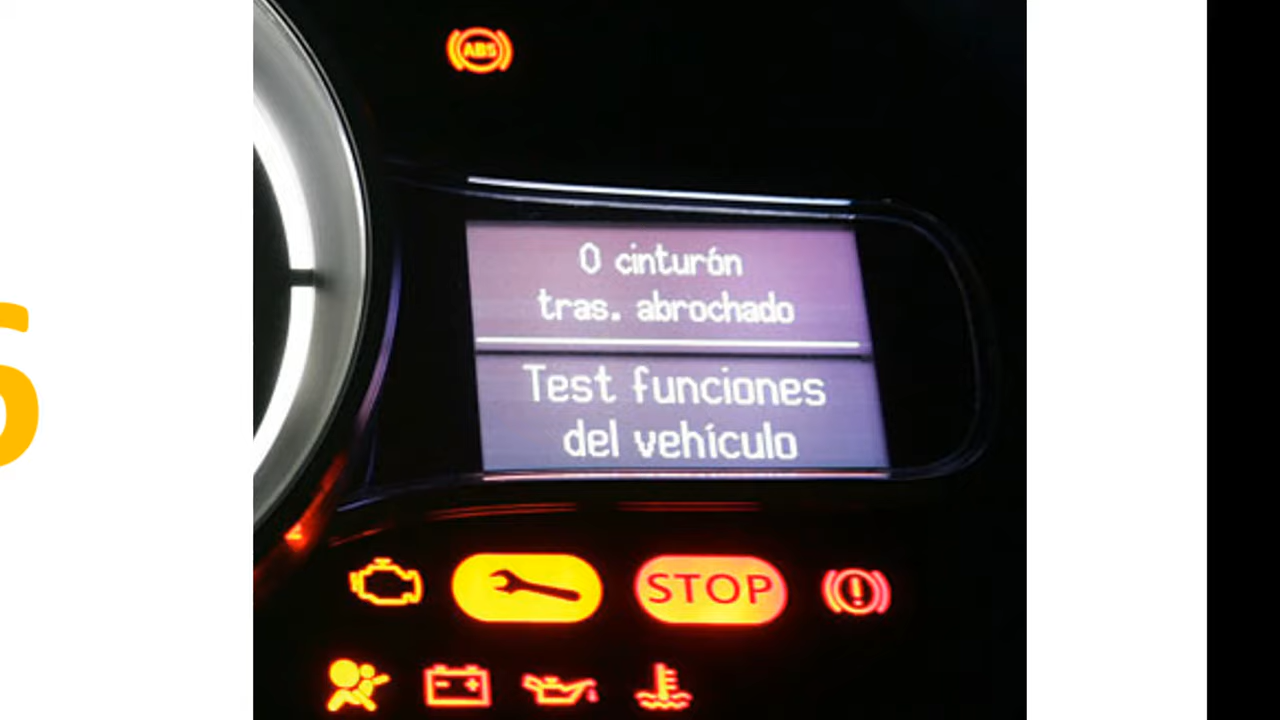 ABS
0 cinturón
tras. abrochado
Test funciones
del vehículo
STOP